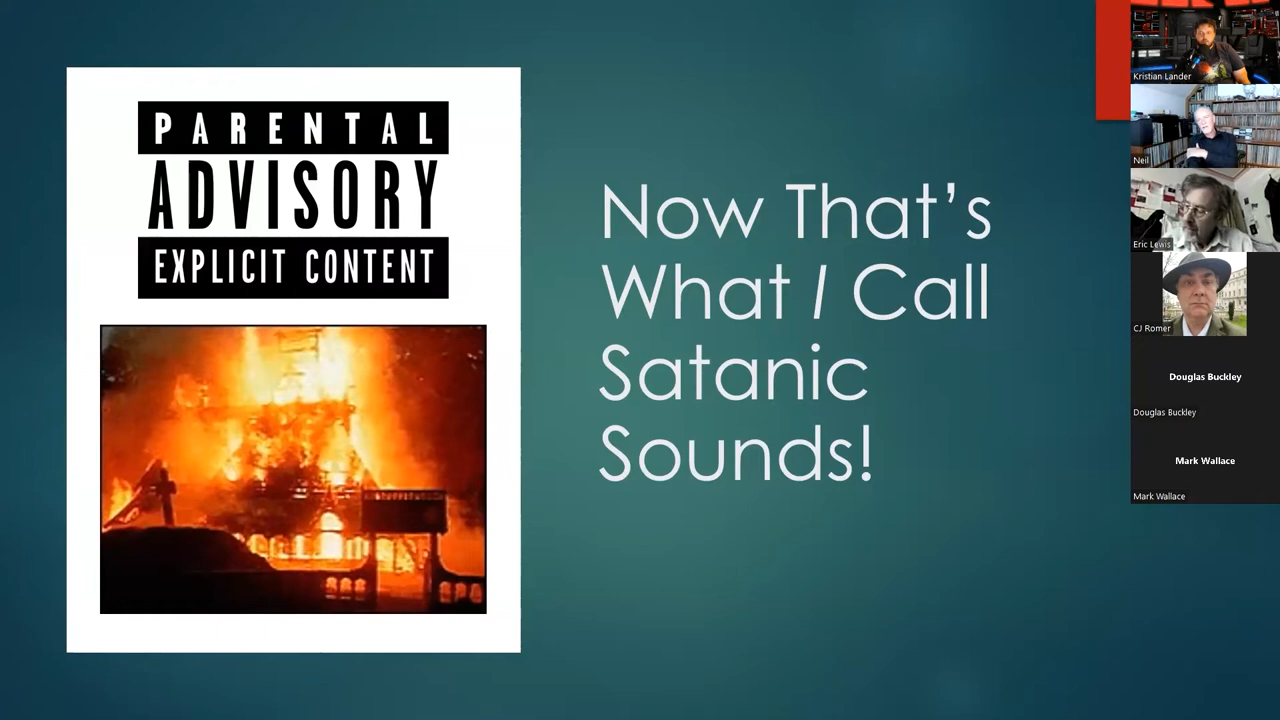 PARENTAL
ADVISORY
EXPLICIT CONTENT
Now That’s
What I Call
Satanic
Sounds!
Kristian Lander
Neil
Eric Lewis
CJ Romer
Douglas Buckley
Douglas Buckley
Mark Wallace
Mark Wallace